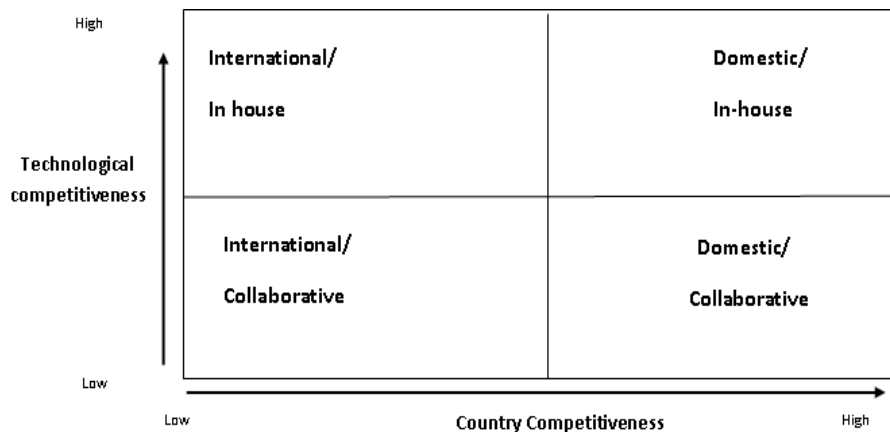 High
International/
In house
Domestic/
In-house
Technological
competitiveness
International/
Collaborative
Domestic/
Collaborative
Low
Low
Country Competitiveness
High